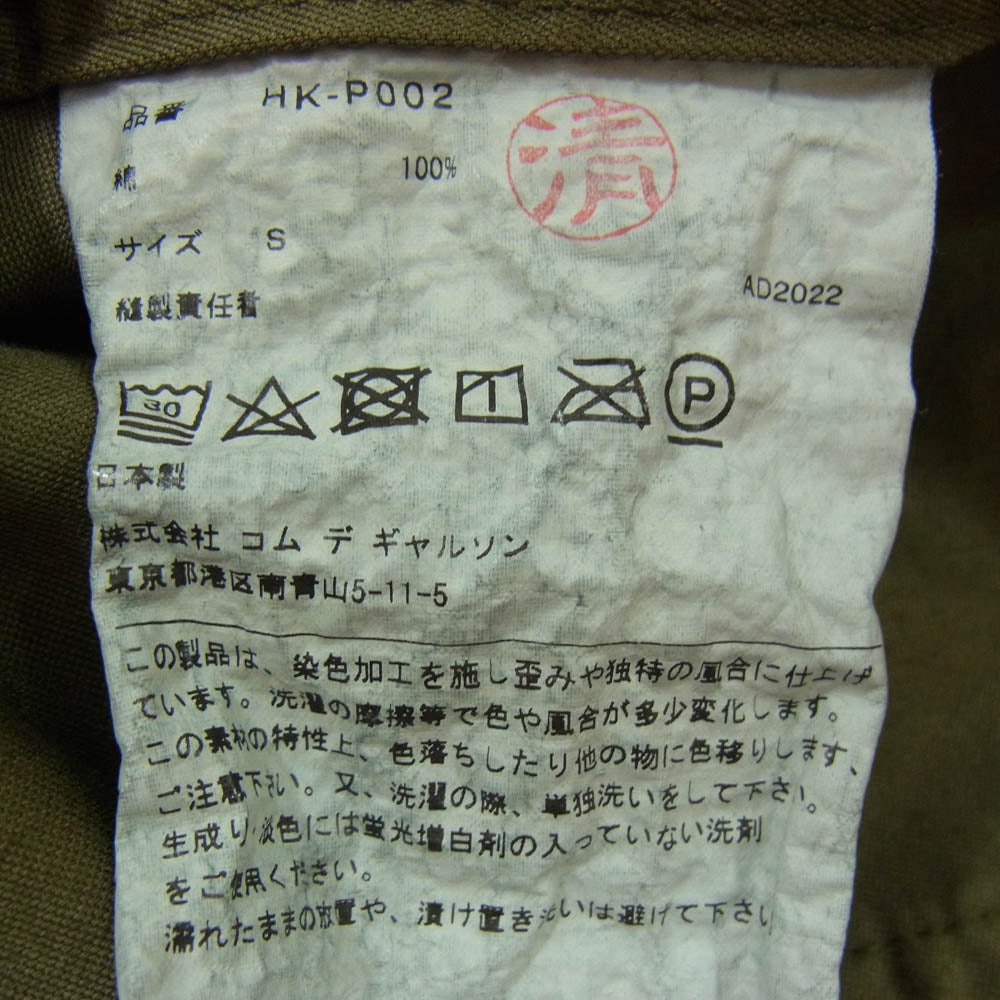 品番 HK-P002
清
綿 100%
サイズ S
AD2022
縫製責任者
30 1 P
日本製
株式会社 コム デ ギャルソン
東京都港区南青山5-11-5
この製品は、染色加工を施し歪みや独特の風合に仕上げ
ています。洗濯の摩擦等で色や風合が多少変化します。
この素材の特性上、色落ちしたり他の物に色移りします、
ご注意下さい。又、洗濯の際、単独洗いをして下さい。
生成り・淡色には蛍光増白剤の入っていない洗剤
をご使用ください。
濡れたままの放置や、漬け置き洗いは避けて下さい